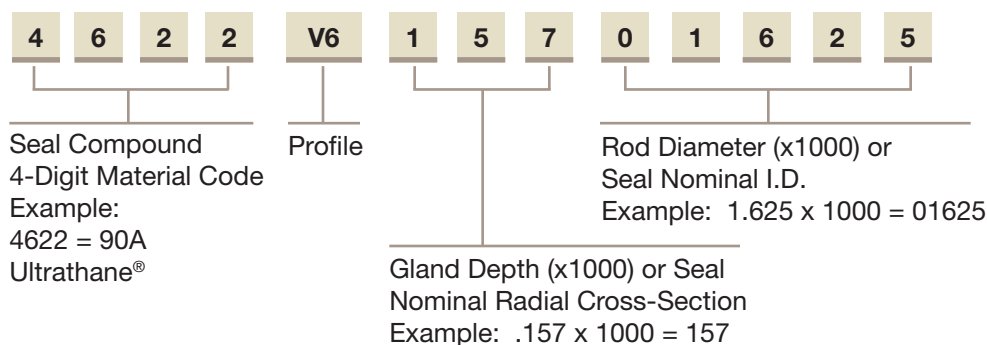 4 6 2 2 V6 1 5 7 0 1 6 2 5
Seal Compound
4-Digit Material Code
Example:
4622 = 90A
Ultrathane®
Profile
Gland Depth (x1000) or Seal
Nominal Radial Cross-Section
Example: .157 x 1000 = 157
Rod Diameter (x1000) or
Seal Nominal I.D.
Example: 1.625 x 1000 = 01625